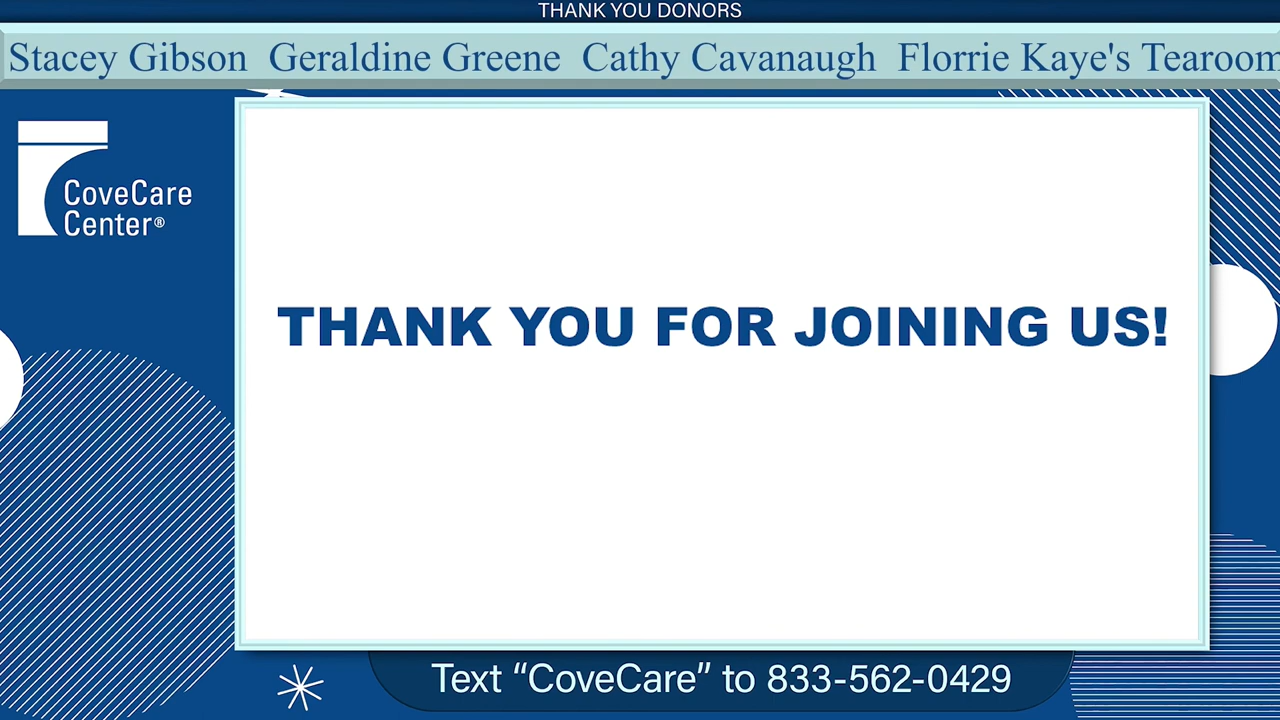 THANK YOU DONORS
Stacey Gibson Geraldine Greene Cathy Cavanaugh Florrie Kaye's Tearoom
CoveCare
Center®
THANK YOU FOR JOINING US!
Text “CoveCare” to 833-562-0429